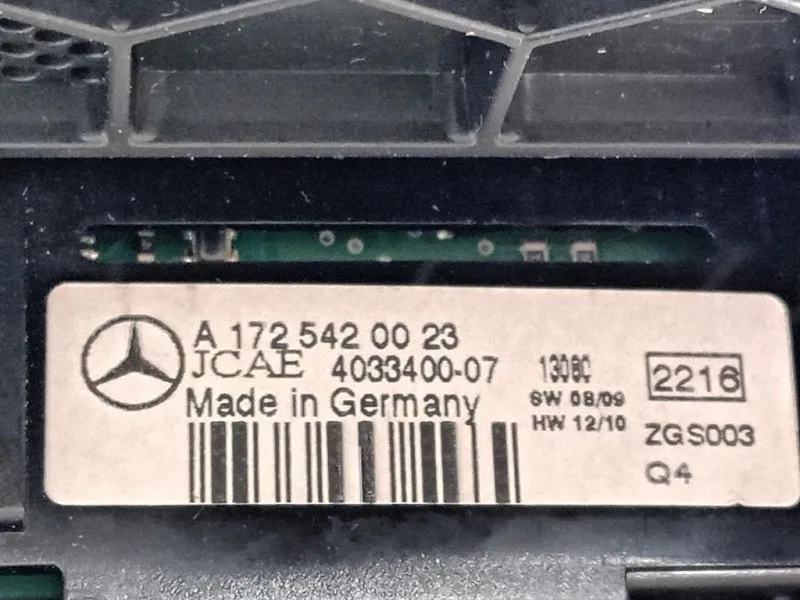 A 172 542 00 23
JCAE 4033400-07
Made in Germany
130BC
SW 08/09
HW 12/10
2216
ZGS003
Q4